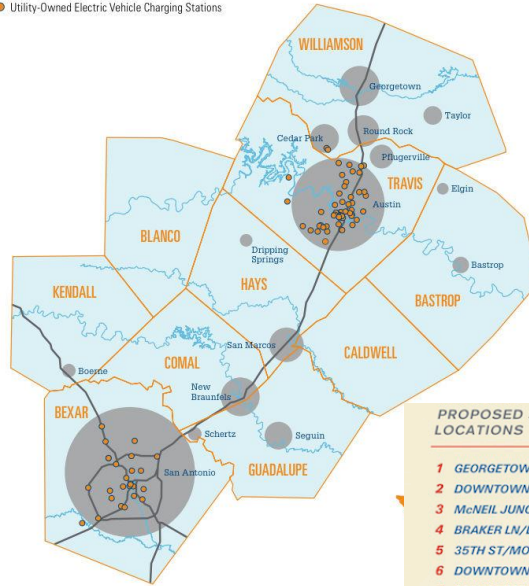 Utility-Owned Electric Vehicle Charging Stations
WILLIAMSON
Georgetown
Taylor
Cedar Park
Round Rock
Pflugerville
TRAVIS
Elgin
Austin
BLANCO
Dripping
Springs
Bastrop
HAYS
BASTROP
KENDALL
San Marcos
CALDWELL
COMAL
Boerne
New
Braunfels
BEXAR
Schertz
Seguin
GUADALUPE
San Antonio
PROPOSED
LOCATIONS
1 GEORGETOW
2 DOWNTOWN
3 McNEIL JUNC
4 BRAKER LN/
5 35TH ST/MO
6 DOWNTOWN